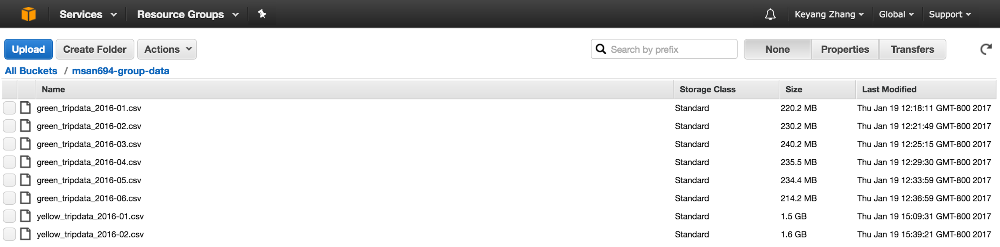 Services Resource Groups Keyang Zhang Global Support
Upload Create Folder Actions Search by prefix None Properties Transfers
All Buckets / msan694-group-data
Name Storage Class Size Last Modified
green_tripdata_2016-01.csv Standard 220.2 MB Thu Jan 19 12:18:11 GMT-800 2017
green_tripdata_2016-02.csv Standard 230.2 MB Thu Jan 19 12:21:49 GMT-800 2017
green_tripdata_2016-03.csv Standard 240.2 MB Thu Jan 19 12:25:15 GMT-800 2017
green_tripdata_2016-04.csv Standard 235.5 MB Thu Jan 19 12:29:30 GMT-800 2017
green_tripdata_2016-05.csv Standard 234.4 MB Thu Jan 19 12:33:59 GMT-800 2017
green_tripdata_2016-06.csv Standard 214.2 MB Thu Jan 19 12:36:59 GMT-800 2017
yellow_tripdata_2016-01.csv Standard 1.5 GB Thu Jan 19 15:09:31 GMT-800 2017
yellow_tripdata_2016-02.csv Standard 1.6 GB Thu Jan 19 15:39:21 GMT-800 2017